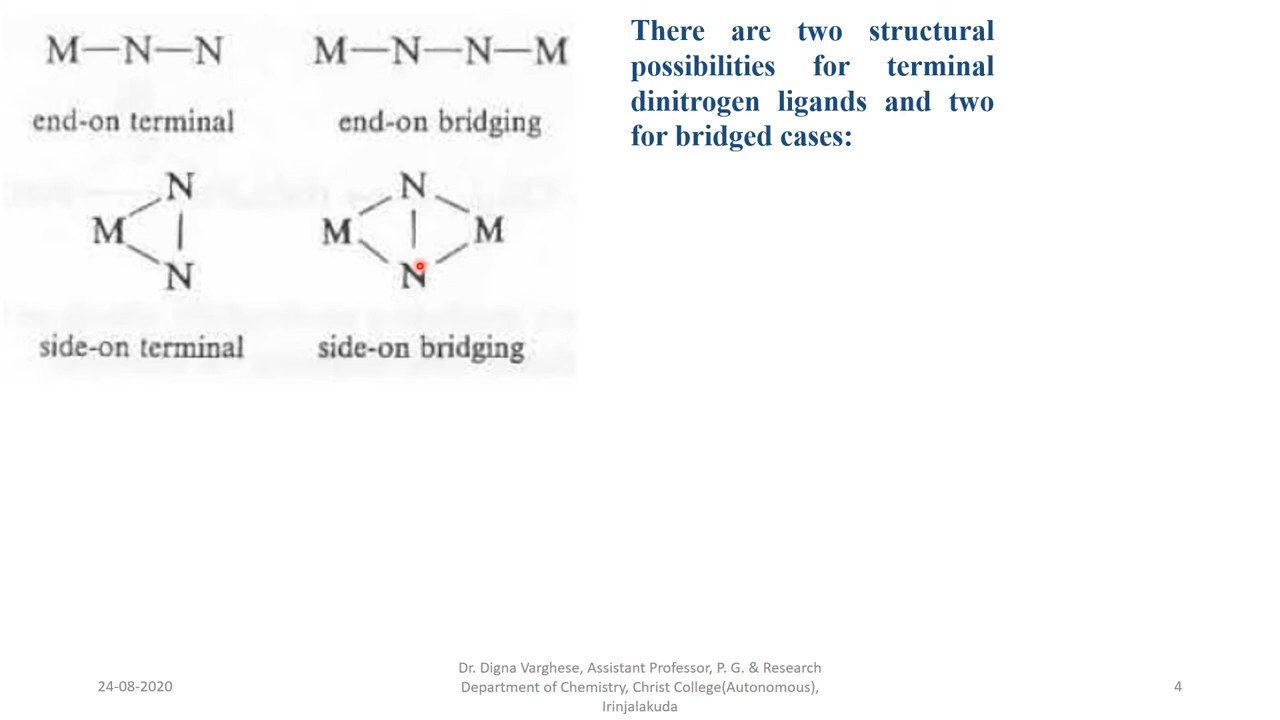 M—N—N
M—N—N—M
end-on terminal
end-on bridging
N
M
N
side-on terminal
N
M
M
N
side-on bridging
There are two structural
possibilities for terminal
dinitrogen ligands and two
for bridged cases:
24-08-2020
Dr. Digna Varghese, Assistant Professor, P. G. & Research
Department of Chemistry, Christ College(Autonomous),
Irinjalakuda
4